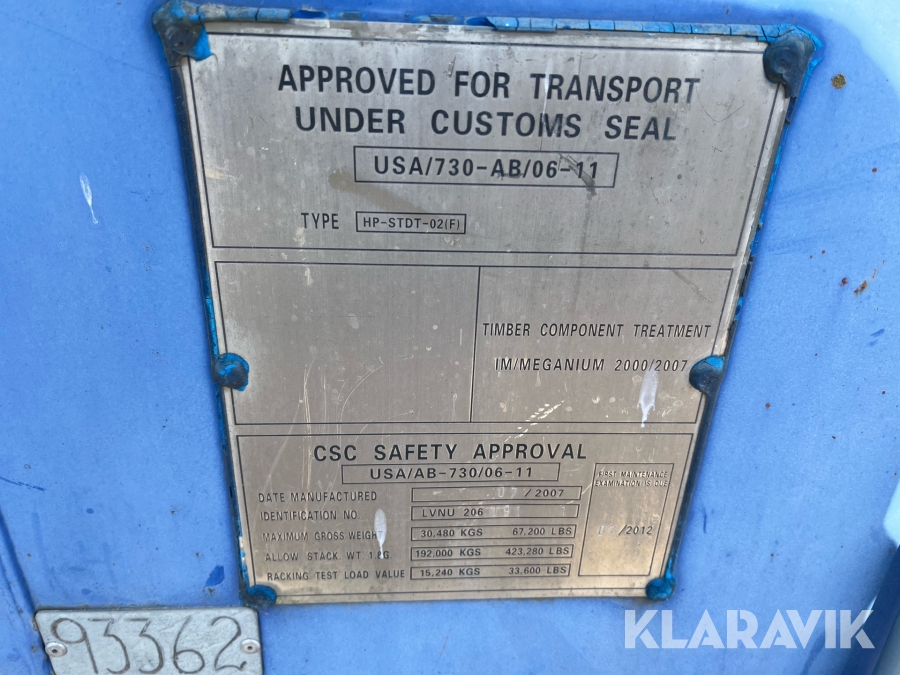 APPROVED FOR TRANSPORT
UNDER CUSTOMS SEAL
USA/730-AB/06-11
TYPE HP-STDT-02(F)
TIMBER COMPONENT TREATMENT
IM/MEGANIUM 2000/2007
CSC SAFETY APPROVAL
USA/AB-730/06-11
DATE MANUFACTURED /2007
IDENTIFICATION NO. LVNU 206
MAXIMUM GROSS WEIGHT 30.480 KGS 67.200 LBS
ALLOW STACK WT 1.8G 192,000 KGS 423.280 LBS
RACKING TEST LOAD VALUE 15,240 KGS 33.600 LBS
FIRST MAINTENANCE
EXAMINATION IS DUE
/2012
93362
KLARAVIK